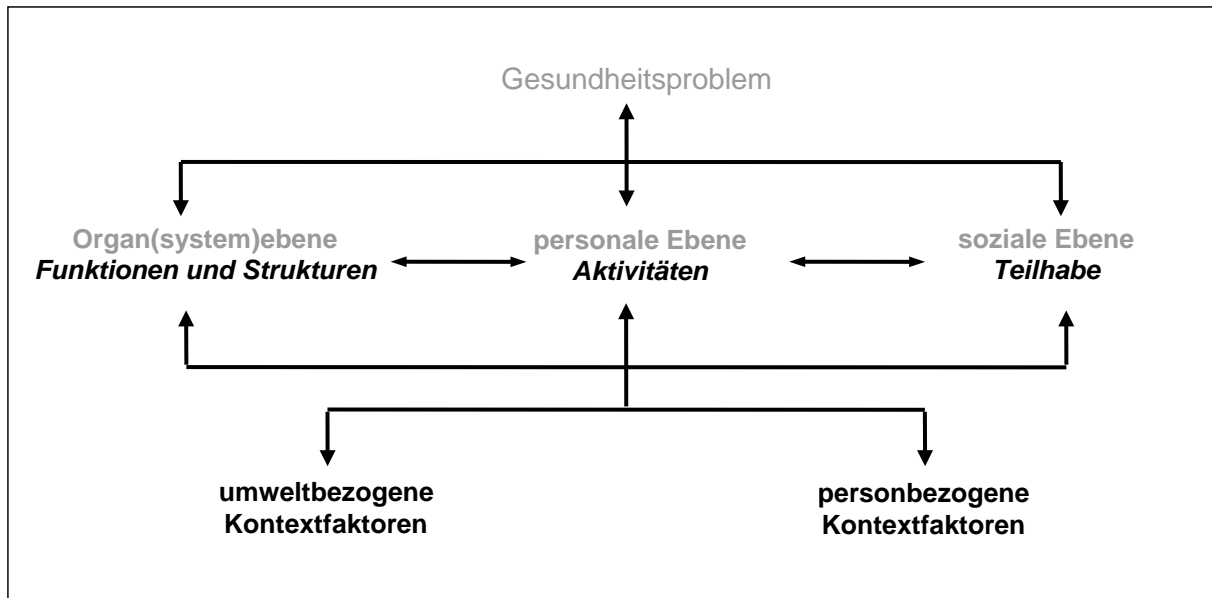 Gesundheitsproblem
Organ(system)ebene
Funktionen und Strukturen
personale Ebene
Aktivitäten
soziale Ebene
Teilhabe
umweltbezogene
Kontextfaktoren
personbezogene
Kontextfaktoren